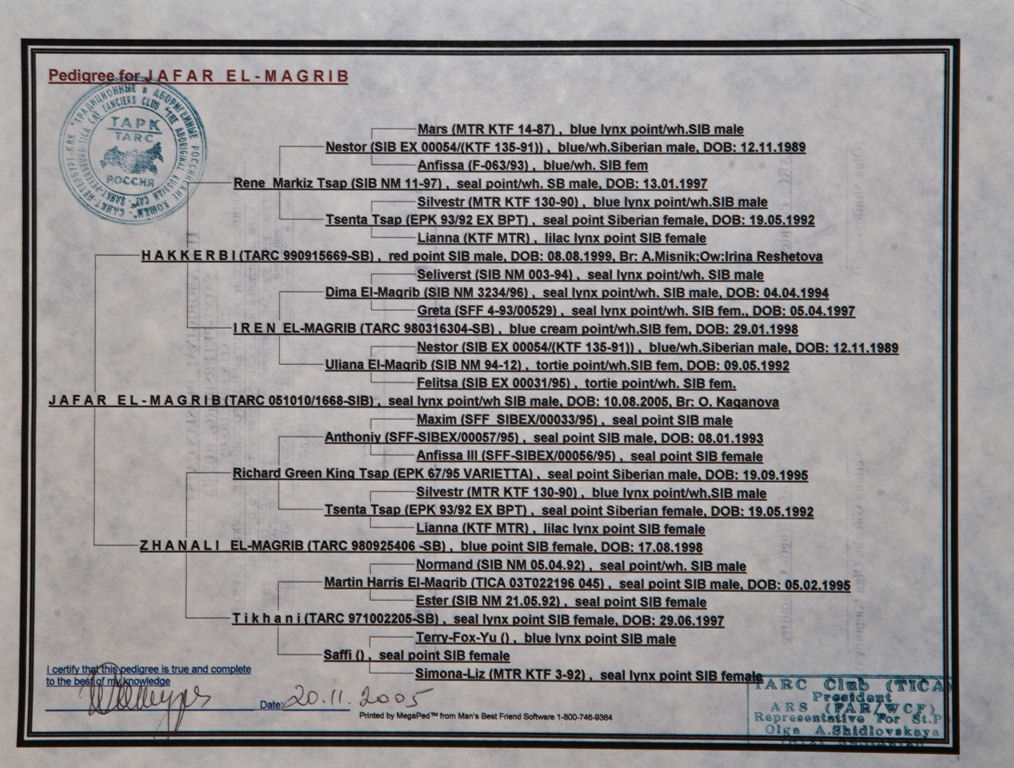 Pedigree for JAFAR EL-MAGRIB
ТАРК
TARC
РОССИЯ
Mars (MTR KTF 14-87) , blue lynx point/wh.SIB male
Nestor (SIB EX 00054/(KTF 135-91)) , blue/wh.Siberian male, DOB: 12.11.1989
Anfissa (F-063/93) , blue/wh. SIB fem
Rene Markiz Tsap (SIB NM 11-97) , seal point/wh. SB male, DOB: 13.01.1997
Silvestr (MTR KTF 130-90) , blue lynx point/wh.SIB male
Tsenta Tsap (EPK 93/92 EX BPT) , seal point Siberian female, DOB: 19.05.1992
Lianna (KTF MTR) , lilac lynx point SIB female
HAKKERBI (TARC 990915669-SB) , red point SIB male, DOB: 08.08.1999, Br: A.Misnik;Ow:Irina Reshetova
Seliverst (SIB NM 003-94) , seal lynx point/wh. SIB male
Dima El-Magrib (SIB NM 3234/96) , seal lynx point/wh. SIB male, DOB: 04.04.1994
Greta (SFF 4-93/00529) , seal lynx point/wh. SIB fem., DOB: 05.04.1997
IREN EL-MAGRIB (TARC 980316304-SB) , blue cream point/wh.SIB fem, DOB: 29.01.1998
Nestor (SIB EX 00054/(KTF 135-91)) , blue/wh.Siberian male, DOB: 12.11.1989
Uliana El-Magrib (SIB NM 94-12) , tortie point/wh.SIB fem, DOB: 09.05.1992
Felitsa (SIB EX 00031/95) , tortie point/wh. SIB fem.
JAFAR EL-MAGRIB (TARC 051010/1668-SIB) , seal lynx point/wh SIB male, DOB: 10.08.2005, Br: O. Kaganova
Maxim (SFF SIBEX/00033/95) , seal point SIB male
Anthoniy (SFF-SIBEX/00057/95) , seal point SIB male, DOB: 08.01.1993
Anfissa III (SFF-SIBEX/00056/95) , seal point SIB female
Richard Green King Tsap (EPK 67/95 VARIETTA) , seal point Siberian male, DOB: 19.09.1995
Silvestr (MTR KTF 130-90) , blue lynx point/wh.SIB male
Tsenta Tsap (EPK 93/92 EX BPT) , seal point Siberian female, DOB: 19.05.1992
Lianna (KTF MTR) , lilac lynx point SIB female
ZHANALI EL-MAGRIB (TARC 980925406 -SB) , blue point SIB female, DOB: 17.08.1998
Normand (SIB NM 05.04.92) , seal point/wh. SIB male
Martin Harris El-Magrib (TICA 03T022196 045) , seal point SIB male, DOB: 05.02.1995
Ester (SIB NM 21.05.92) , seal point SIB female
Tikhani (TARC 971002205-SB) , seal lynx point SIB female, DOB: 29.06.1997
Terry-Fox-Yu () , blue lynx point SIB male
Saffi () , seal point SIB female
Simona-Liz (MTR KTF 3-92) , seal lynx point SIB female
I certify that this pedigree is true and complete
to the best of my knowledge
Date: 20.11.2005
Printed by MegaPed™ from Man's Best Friend Software 1-800-746-9364
TARC Club (TICA
President
ARS (FAR/WCF)
Representative For St.P
Olga A.Shidlovskaya